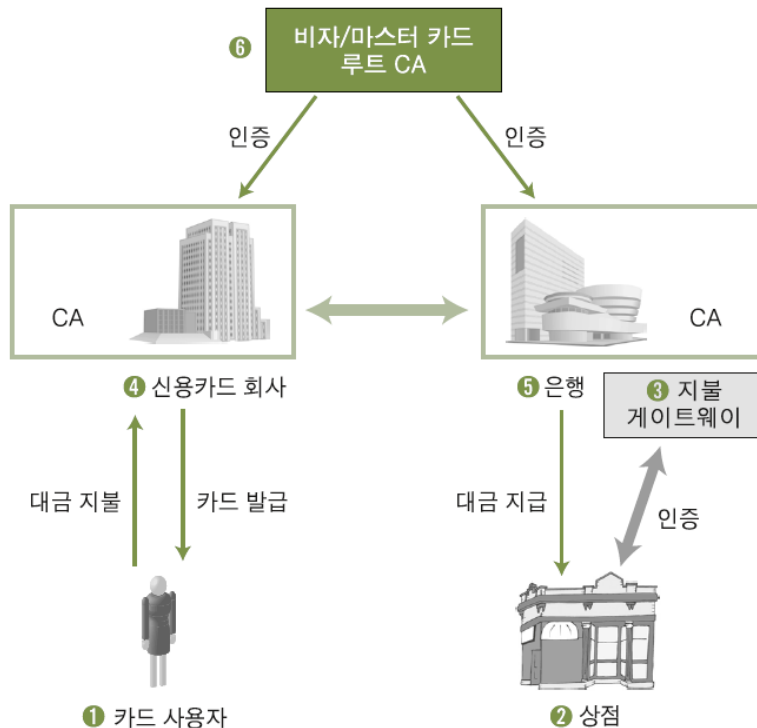 ❻ 비자/마스터 카드
루트 CA
인증
인증
CA
CA
❹ 신용카드 회사
❺ 은행
❸ 지불
게이트웨이
대금 지불
카드 발급
대금 지급
인증
❶ 카드 사용자
❷ 상점